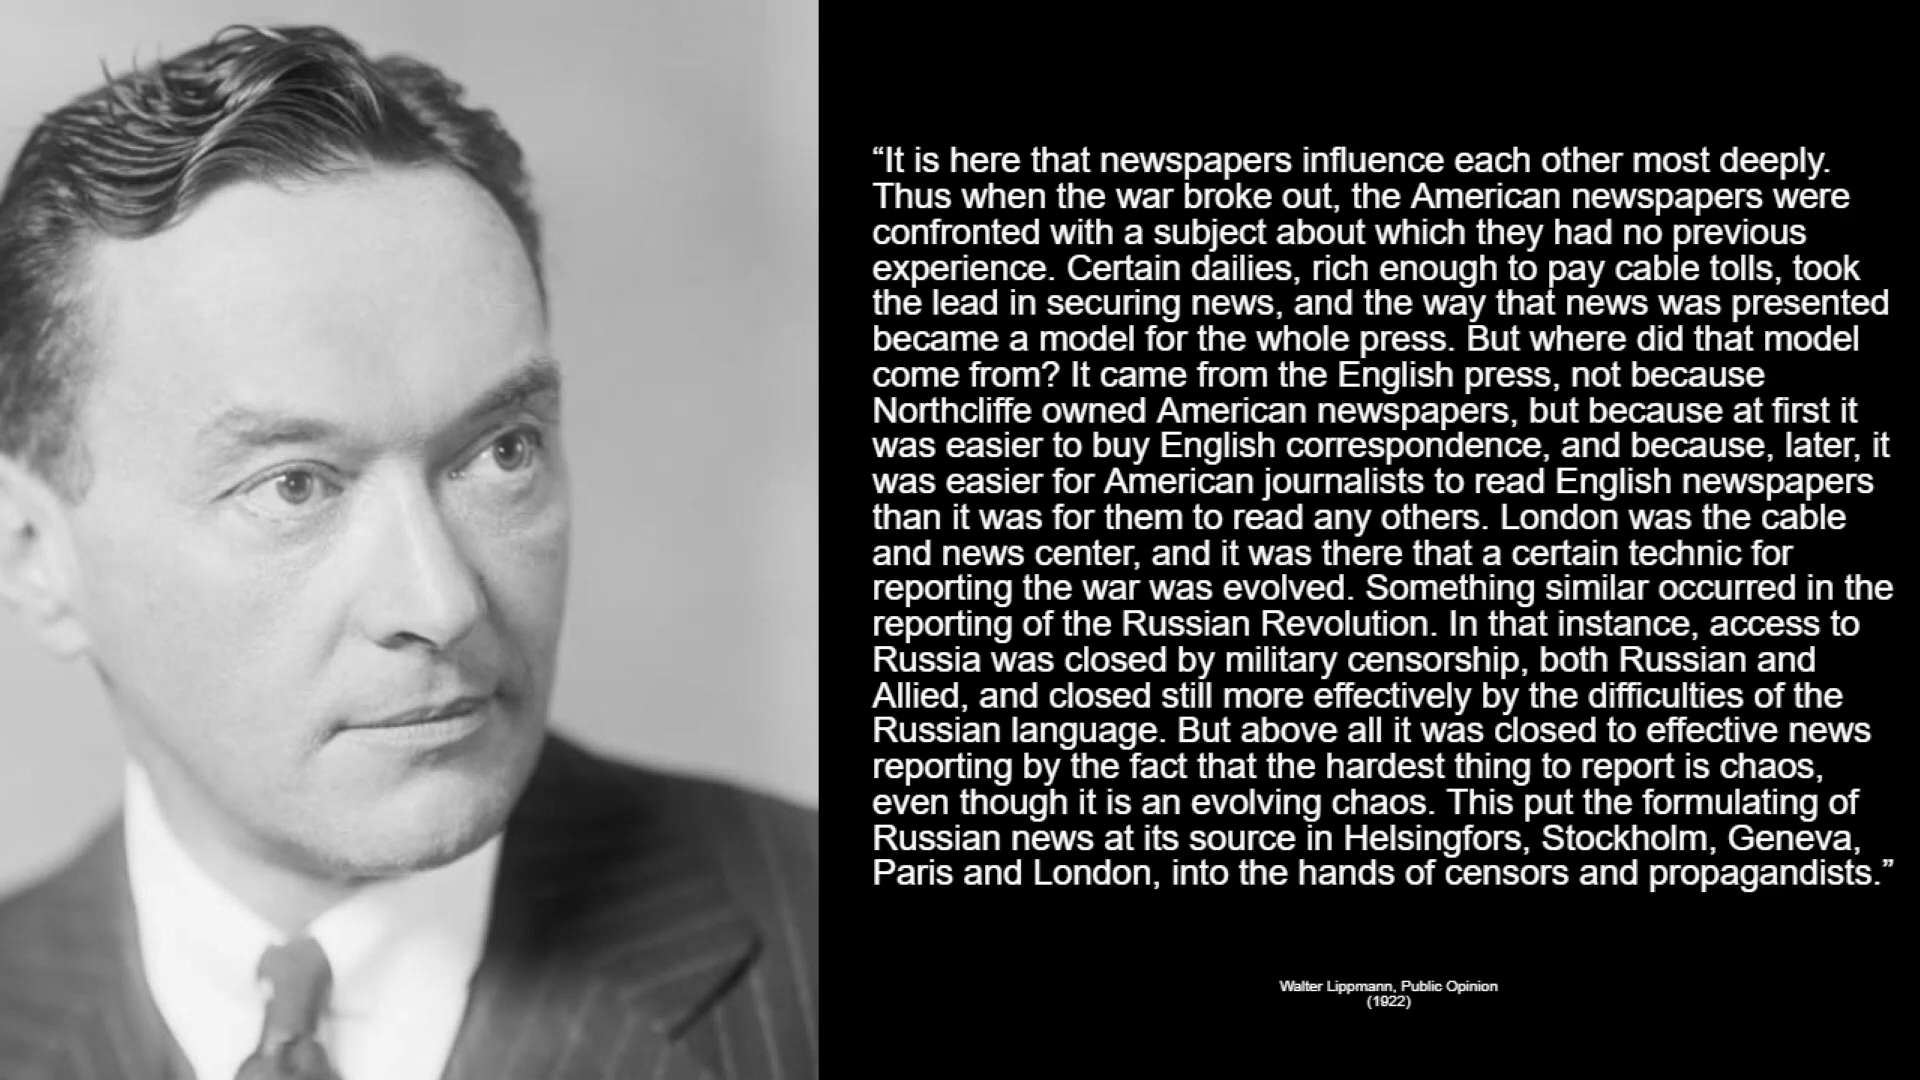 “It is here that newspapers influence each other most deeply.
Thus when the war broke out, the American newspapers were
confronted with a subject about which they had no previous
experience. Certain dailies, rich enough to pay cable tolls, took
the lead in securing news, and the way that news was presented
became a model for the whole press. But where did that model
come from? It came from the English press, not because
Northcliffe owned American newspapers, but because at first it
was easier to buy English correspondence, and because, later, it
was easier for American journalists to read English newspapers
than it was for them to read any others. London was the cable
and news center, and it was there that a certain technic for
reporting the war was evolved. Something similar occurred in the
reporting of the Russian Revolution. In that instance, access to
Russia was closed by military censorship, both Russian and
Allied, and closed still more effectively by the difficulties of the
Russian language. But above all it was closed to effective news
reporting by the fact that the hardest thing to report is chaos,
even though it is an evolving chaos. This put the formulating of
Russian news at its source in Helsingfors, Stockholm, Geneva,
Paris and London, into the hands of censors and propagandists.”
Walter Lippmann, Public Opinion
(1922)